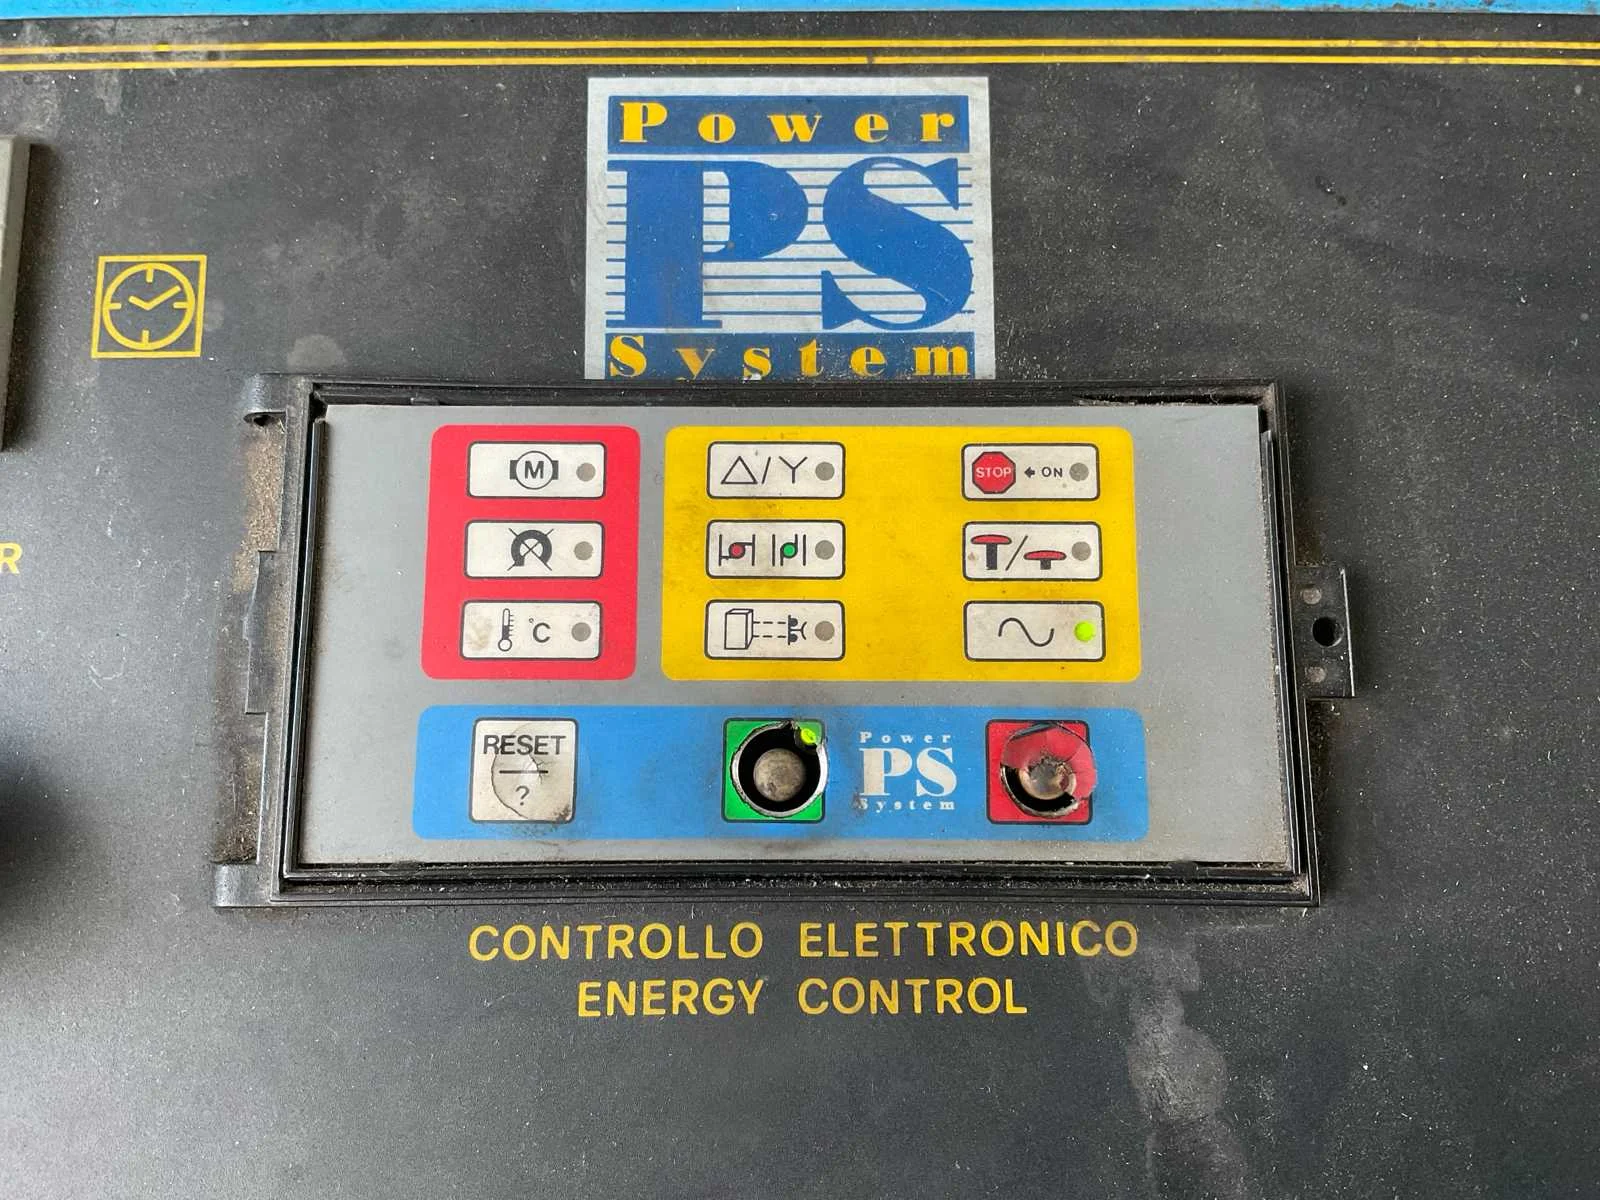 Power
PS
System
R
M
△/Y
STOP ← ON
°C
RESET
?
Power
PS
System
CONTROLLO ELETTRONICO
ENERGY CONTROL